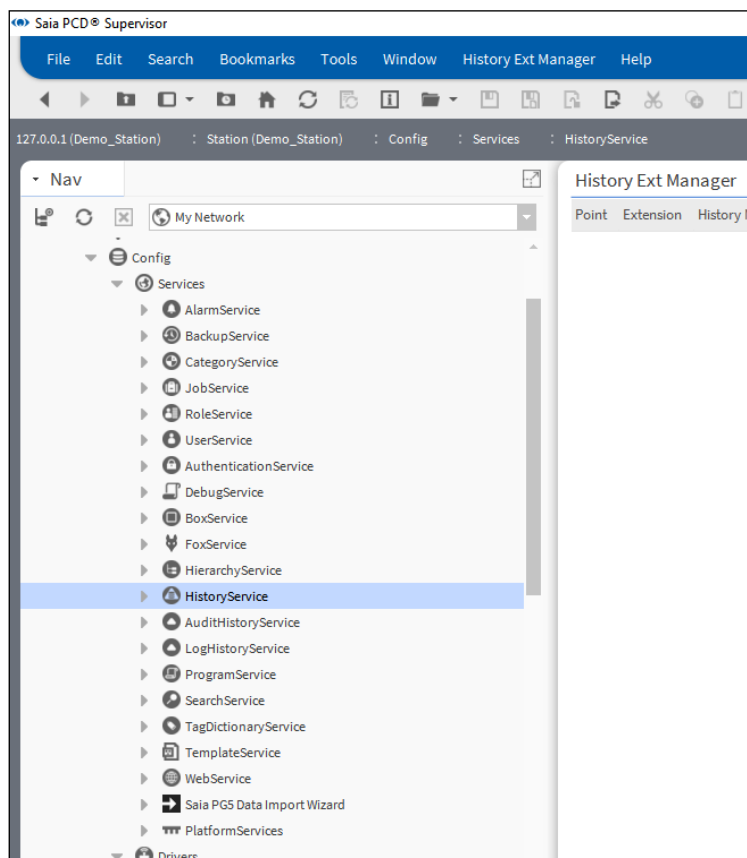 Saia PCD® Supervisor
File Edit Search Bookmarks Tools Window History Ext Manager Help
127.0.0.1 (Demo_Station) : Station (Demo_Station) : Config : Services : HistoryService
Nav
History Ext Manager
My Network
Point Extension History
Config
Services
AlarmService
BackupService
CategoryService
JobService
RoleService
UserService
AuthenticationService
DebugService
BoxService
FoxService
HierarchyService
HistoryService
AuditHistoryService
LogHistoryService
ProgramService
SearchService
TagDictionaryService
TemplateService
WebService
Saia PG5 Data Import Wizard
PlatformServices
Drivers